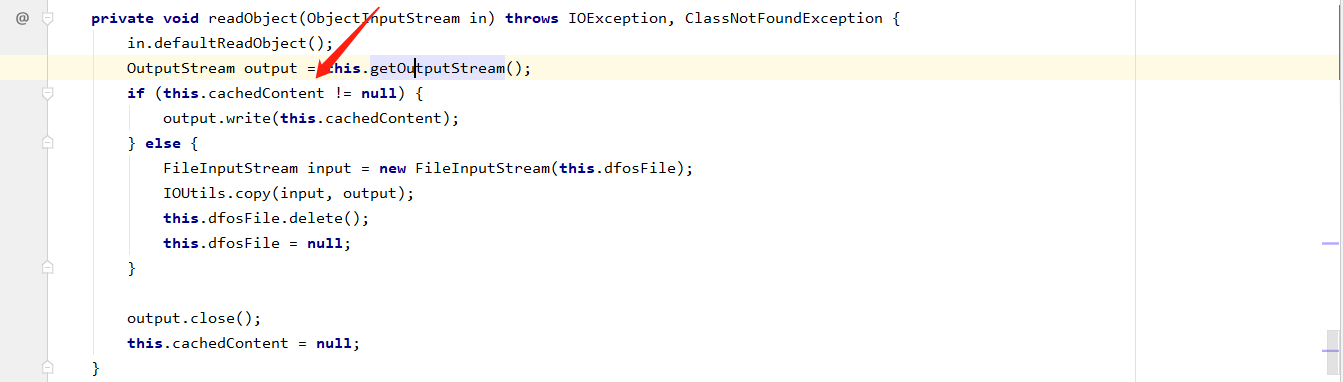 @ private void readObject(ObjectInputStream in) throws IOException, ClassNotFoundException {
in.defaultReadObject();
OutputStream output = this.getOutputStream();
if (this.cachedContent != null) {
output.write(this.cachedContent);
} else {
FileInputStream input = new FileInputStream(this.dfosFile);
IOUtils.copy(input, output);
this.dfosFile.delete();
this.dfosFile = null;
}
output.close();
this.cachedContent = null;
}